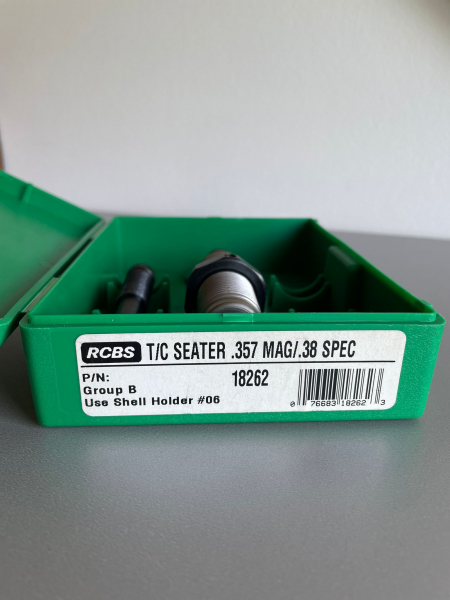 RCBS T/C SEATER .357 MAG/.38 SPEC
P/N: 18262
Group B
Use Shell Holder #06
0 76683 18262 3